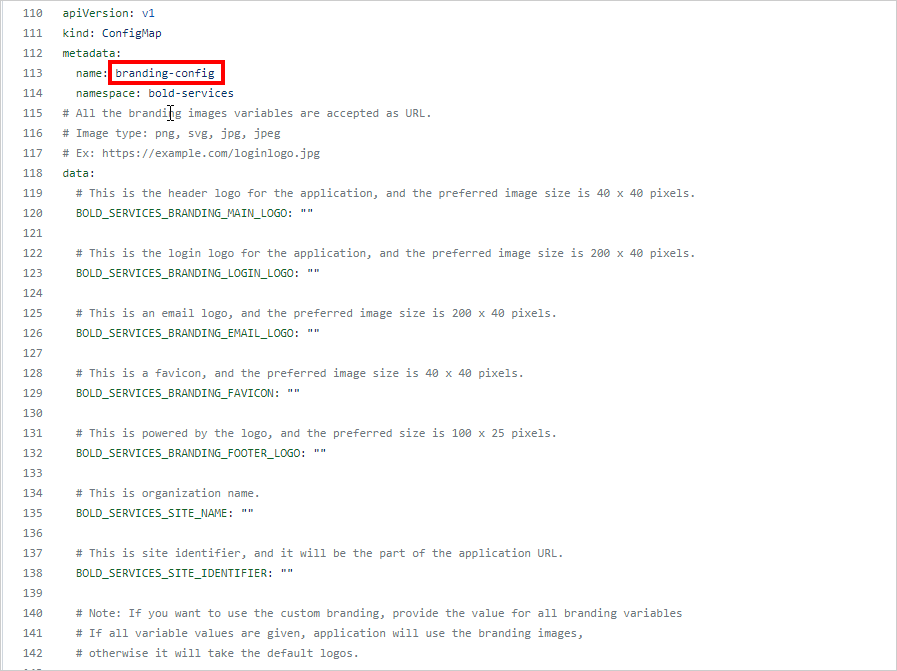 110 apiVersion: v1
111 kind: ConfigMap
112 metadata:
113 name: branding-config
114 namespace: bold-services
115 # All the branding images variables are accepted as URL.
116 # Image type: png, svg, jpg, jpeg
117 # Ex: https://example.com/loginlogo.jpg
118 data:
119 # This is the header logo for the application, and the preferred image size is 40 x 40 pixels.
120 BOLD_SERVICES_BRANDING_MAIN_LOGO: ""
121
122 # This is the login logo for the application, and the preferred image size is 200 x 40 pixels.
123 BOLD_SERVICES_BRANDING_LOGIN_LOGO: ""
124
125 # This is an email logo, and the preferred image size is 200 x 40 pixels.
126 BOLD_SERVICES_BRANDING_EMAIL_LOGO: ""
127
128 # This is a favicon, and the preferred image size is 40 x 40 pixels.
129 BOLD_SERVICES_BRANDING_FAVICON: ""
130
131 # This is powered by the logo, and the preferred size is 100 x 25 pixels.
132 BOLD_SERVICES_BRANDING_FOOTER_LOGO: ""
133
134 # This is organization name.
135 BOLD_SERVICES_SITE_NAME: ""
136
137 # This is site identifier, and it will be the part of the application URL.
138 BOLD_SERVICES_SITE_IDENTIFIER: ""
139
140 # Note: If you want to use the custom branding, provide the value for all branding variables
141 # If all variable values are given, application will use the branding images,
142 # otherwise it will take the default logos.